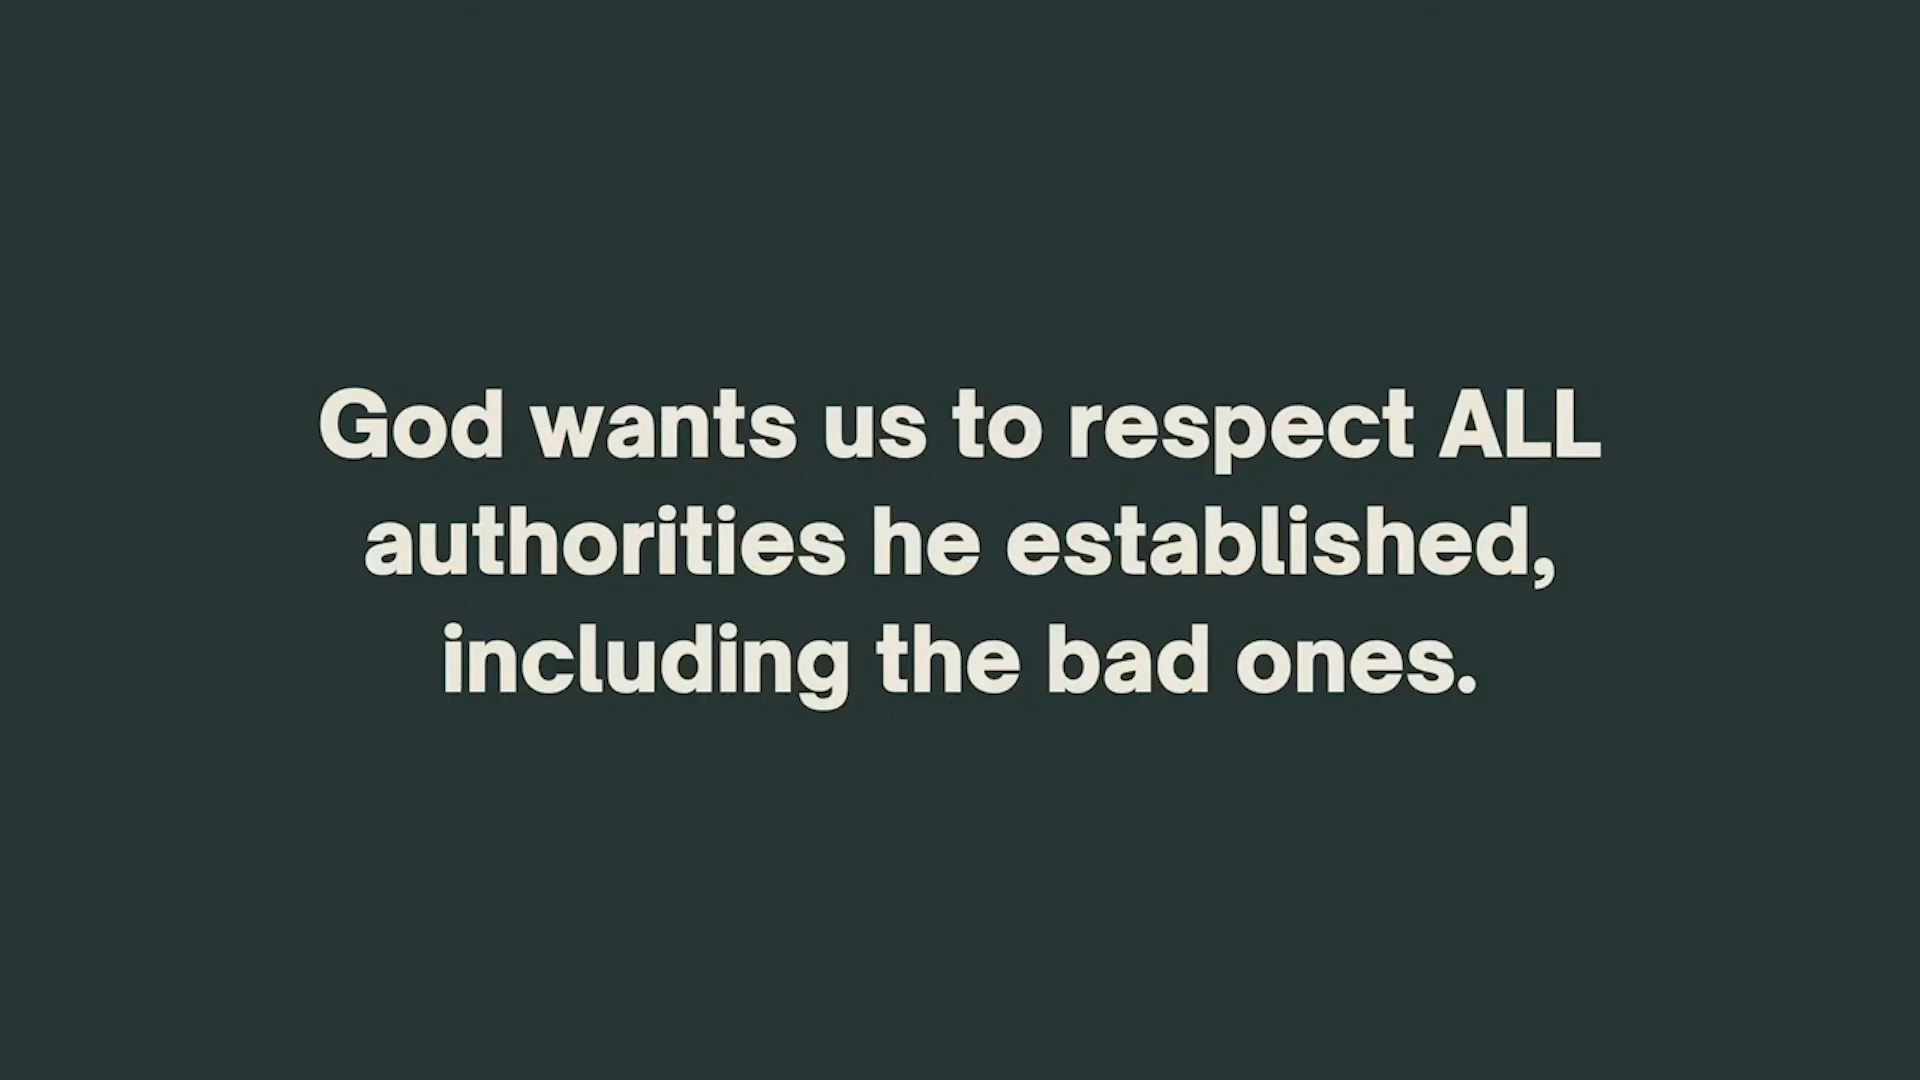 God wants us to respect ALL
authorities he established,
including the bad ones.